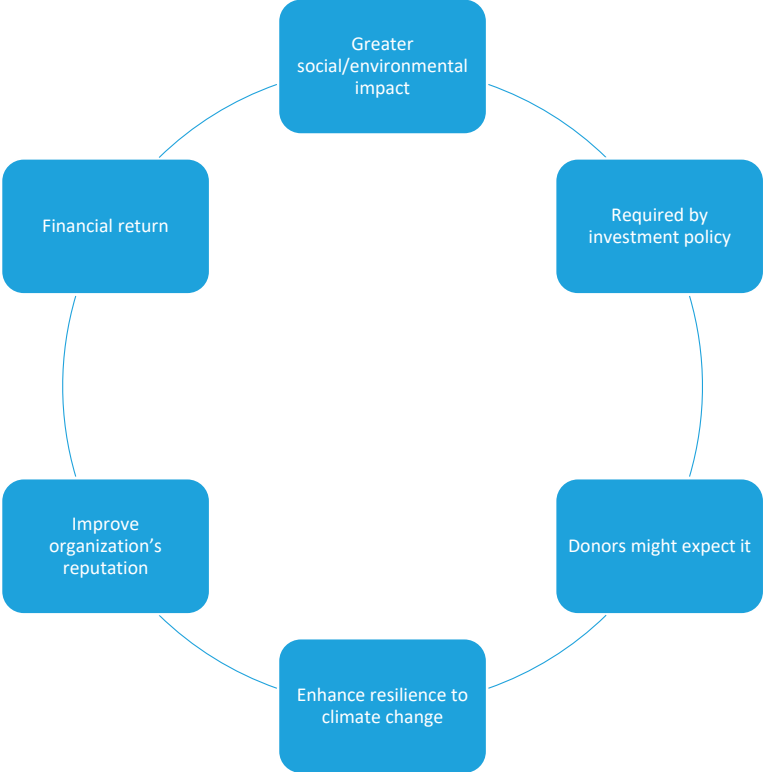 Greater
social/environmental
impact
Required by
investment policy
Donors might expect it
Enhance resilience to
climate change
Improve
organization’s
reputation
Financial return